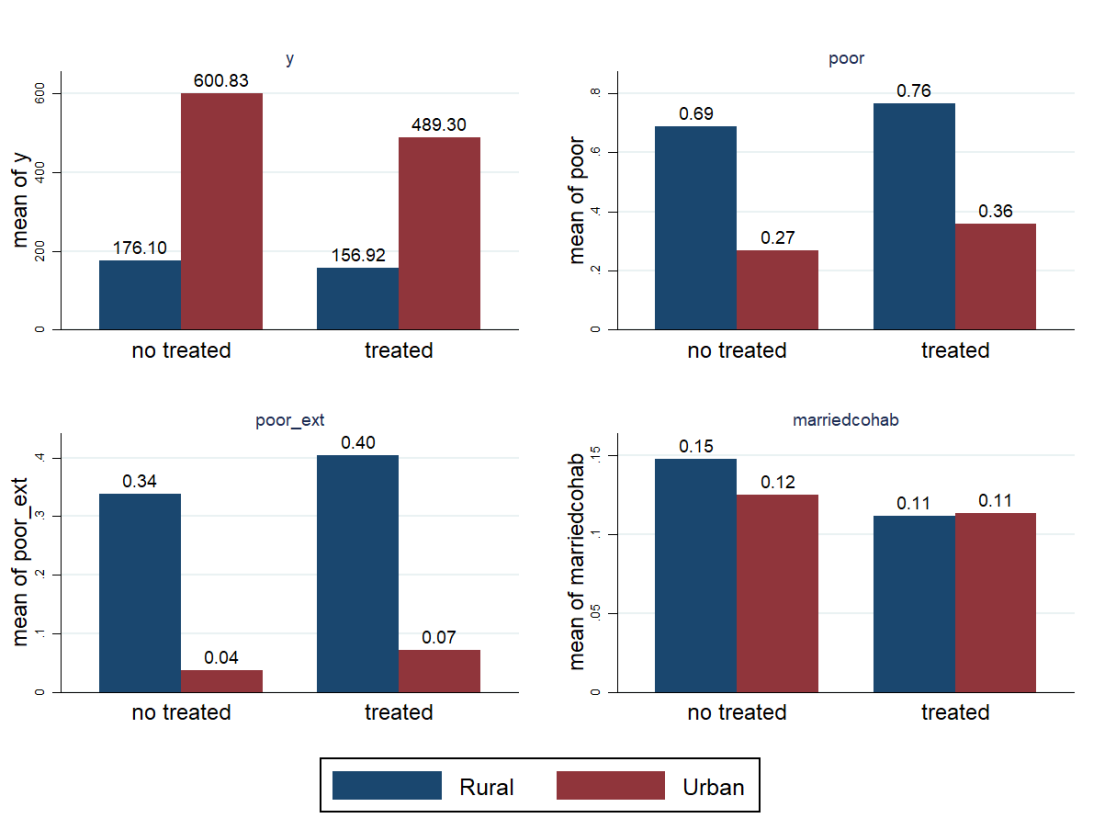 y
mean of y
0
200
400
600
176.10
600.83
156.92
489.30
no treated
treated
poor
mean of poor
0
.2
.4
.6
.8
0.69
0.27
0.76
0.36
no treated
treated
poor_ext
mean of poor_ext
0
.1
.2
.3
.4
0.34
0.04
0.40
0.07
no treated
treated
marriedcohab
mean of marriedcohab
0
.05
.1
.15
0.15
0.12
0.11
0.11
no treated
treated
Rural
Urban